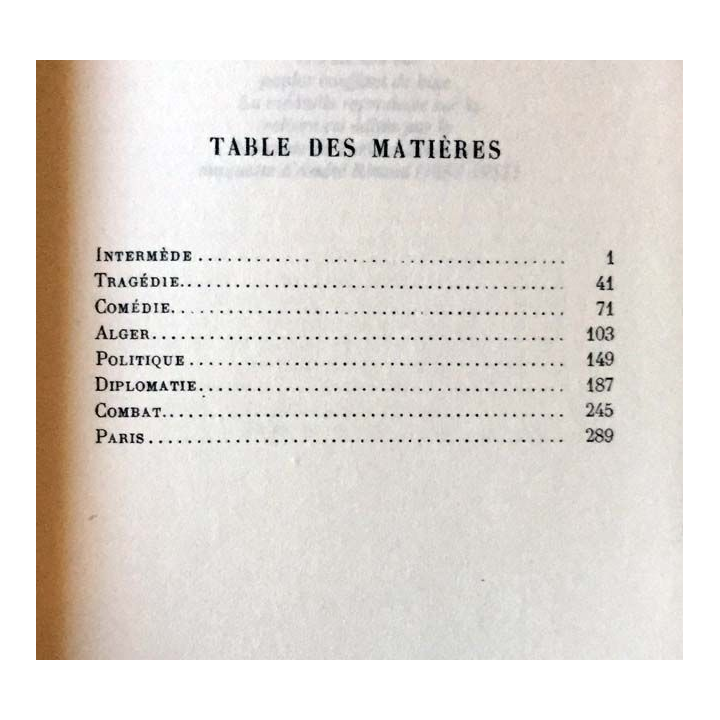 TABLE DES MATIÈRES
INTERMÈDE .................................................. 1
TRAGÉDIE .................................................. 41
COMÉDIE .................................................. 71
ALGER .................................................. 103
POLITIQUE .................................................. 149
DIPLOMATIE .................................................. 187
COMBAT .................................................. 245
PARIS .................................................. 289